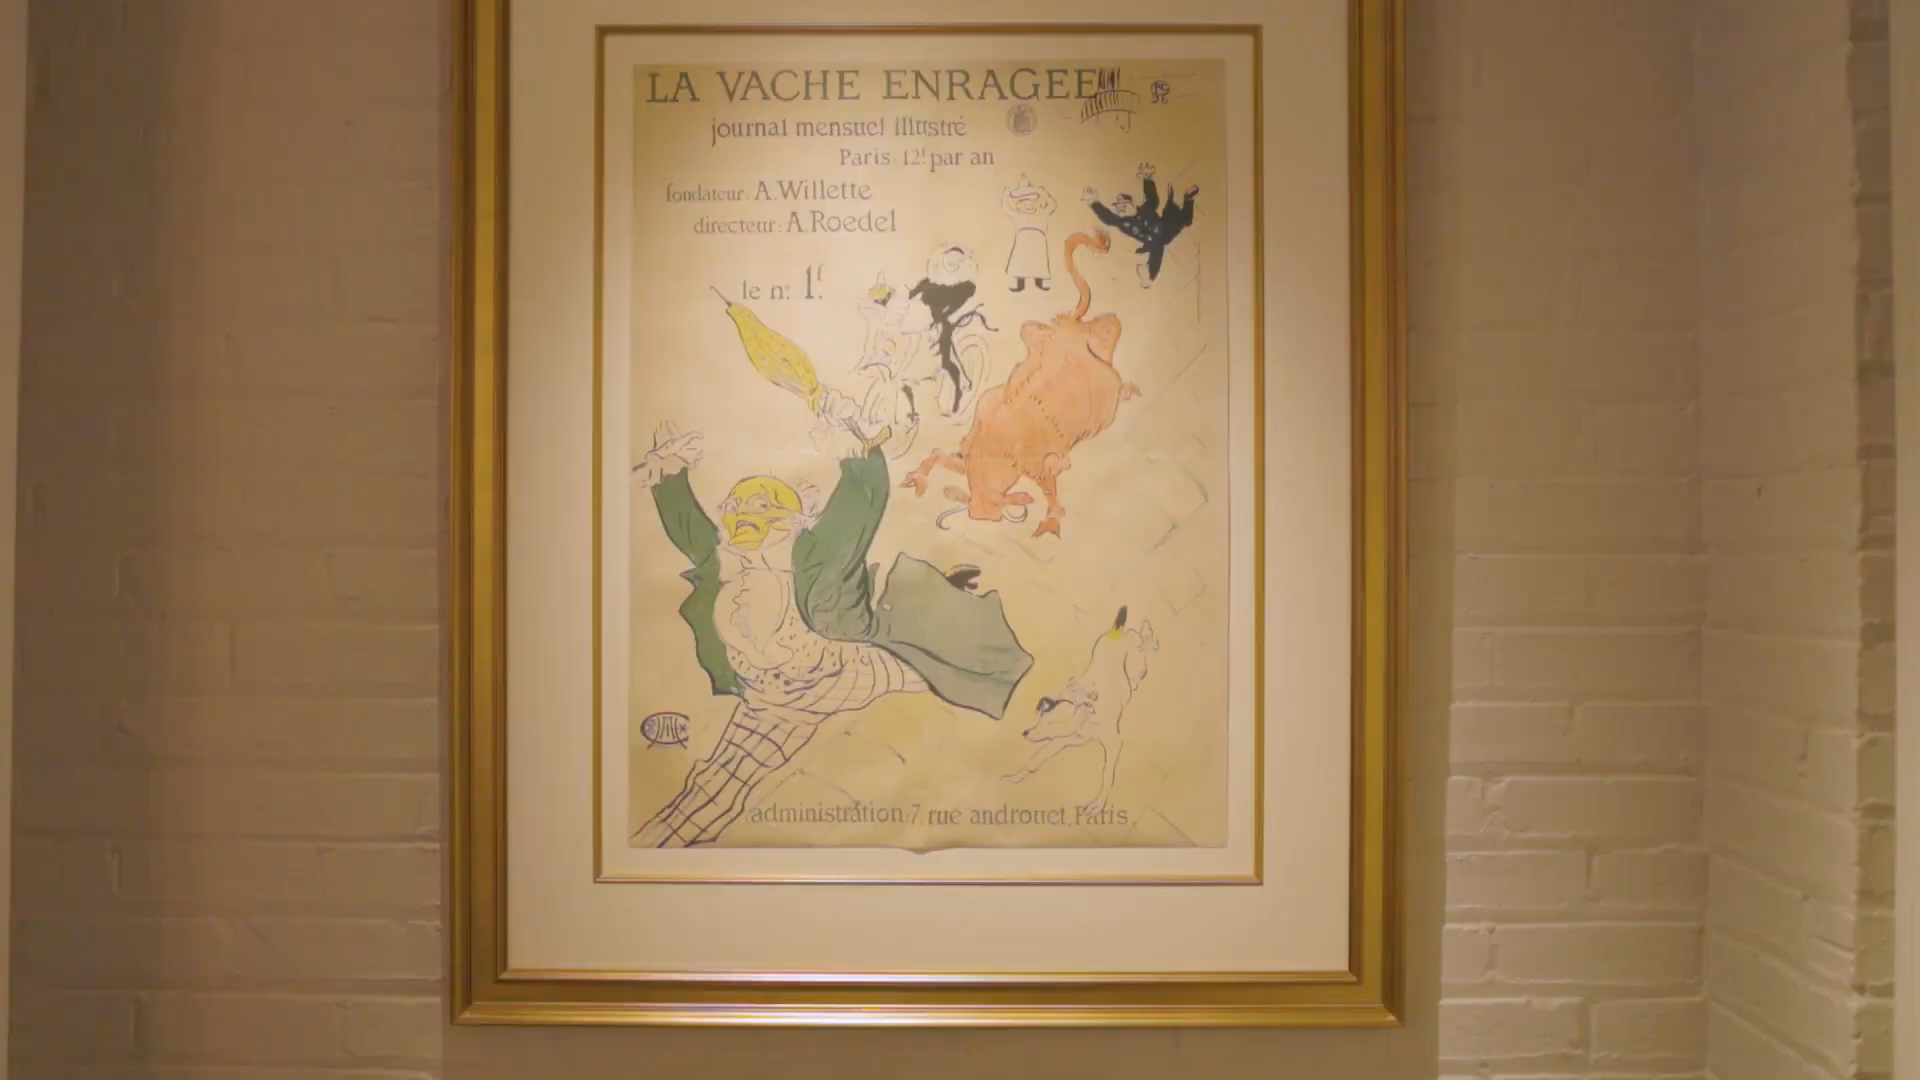 LA VACHE ENRAGEE
journal mensuel illustré
Paris: 12f par an
fondateur: A.Willette
directeur: A.Roedel
le no: 1f.
administration: 7, rue androuet, Paris.